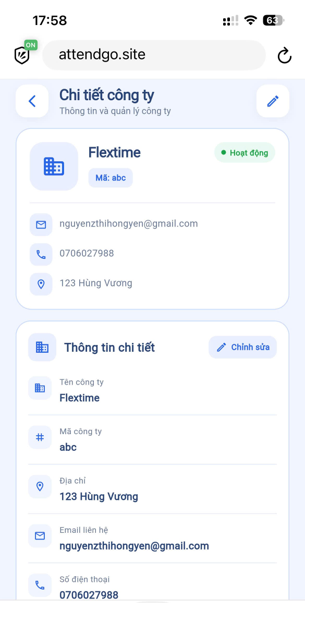 17:58
63
ON
attendgo.site
Chi tiết công ty
Thông tin và quản lý công ty
Flextime
Hoạt động
Mã: abc
nguyenzthihongyen@gmail.com
0706027988
123 Hùng Vương
Thông tin chi tiết
Chỉnh sửa
Tên công ty
Flextime
Mã công ty
abc
Địa chỉ
123 Hùng Vương
Email liên hệ
nguyenzthihongyen@gmail.com
Số điện thoại
0706027988